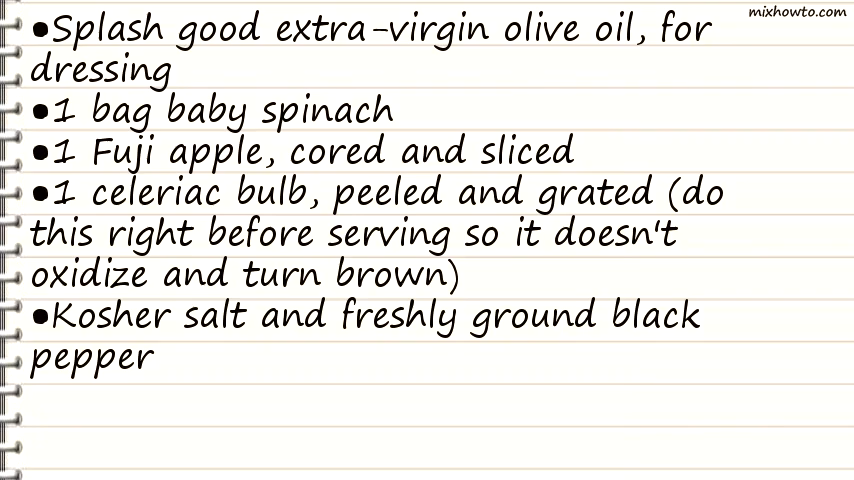 mixhowto.com
•Splash good extra-virgin olive oil, for
dressing
•1 bag baby spinach
•1 Fuji apple, cored and sliced
•1 celeriac bulb, peeled and grated (do
this right before serving so it doesn't
oxidize and turn brown)
•Kosher salt and freshly ground black
pepper